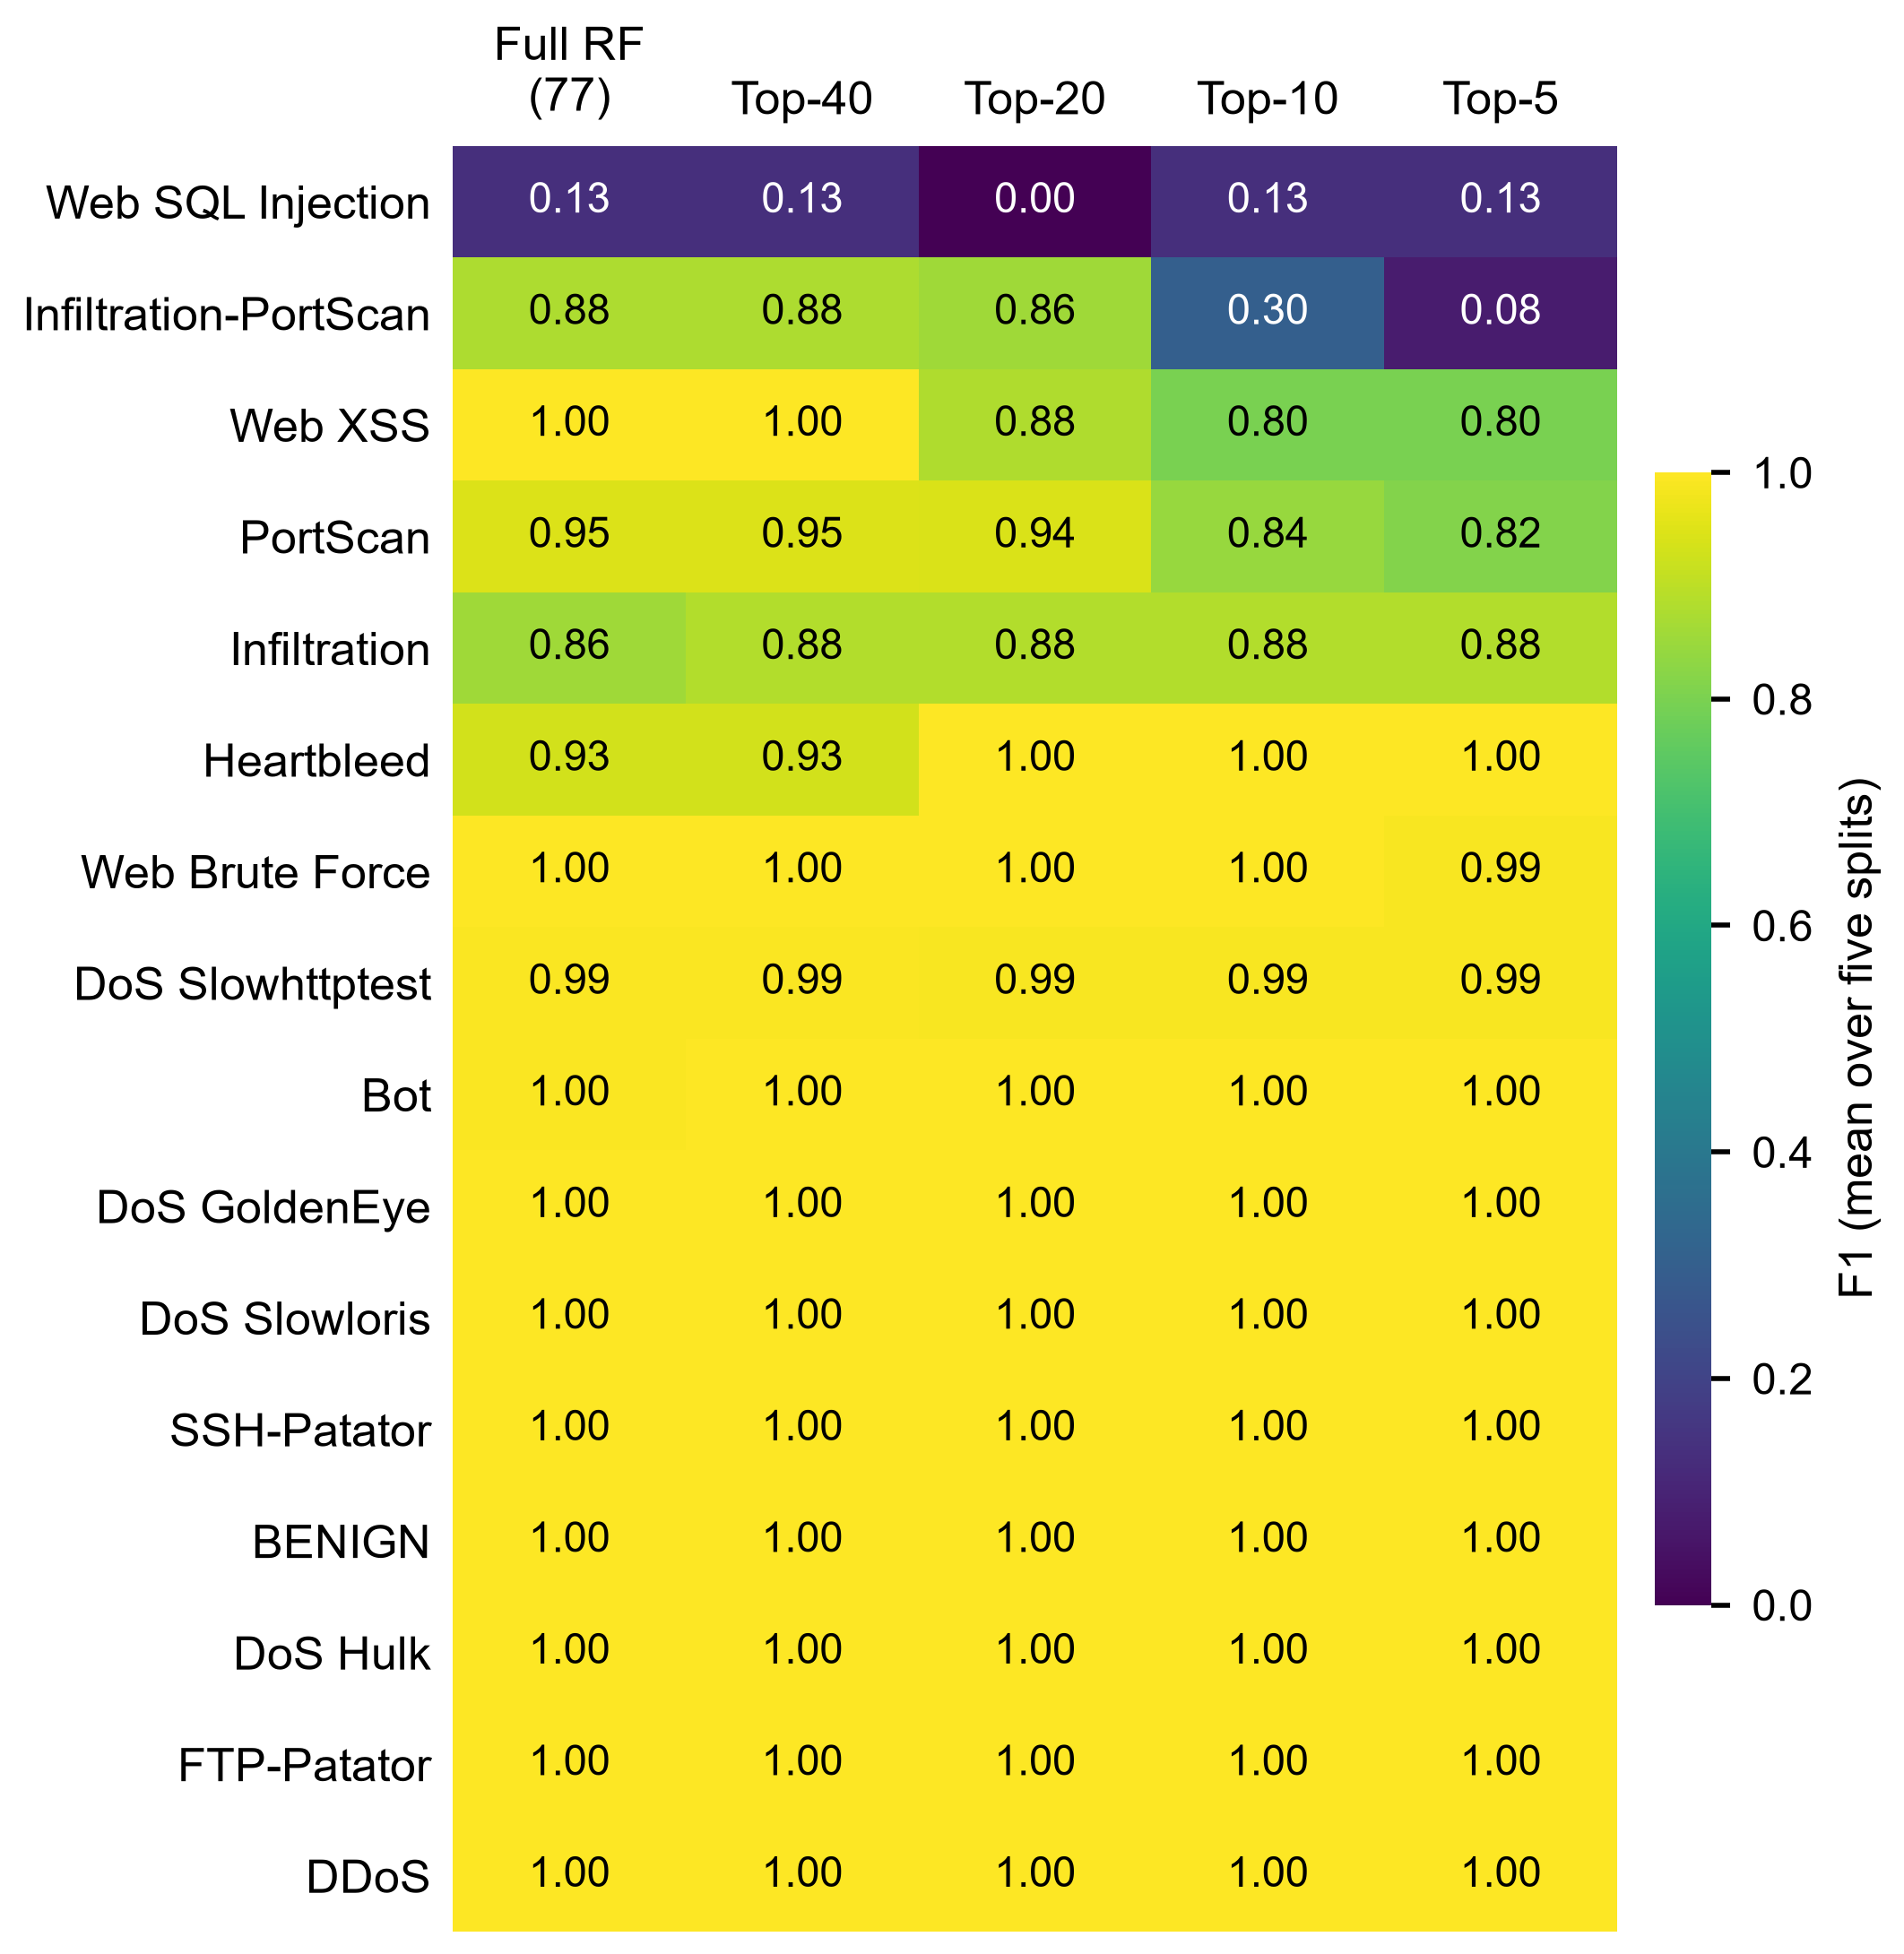 Full RF
(77) Top-40 Top-20 Top-10 Top-5
Web SQL Injection 0.13 0.13 0.00 0.13 0.13
Infiltration-PortScan 0.88 0.88 0.86 0.30 0.08
Web XSS 1.00 1.00 0.88 0.80 0.80
PortScan 0.95 0.95 0.94 0.84 0.82
Infiltration 0.86 0.88 0.88 0.88 0.88
Heartbleed 0.93 0.93 1.00 1.00 1.00
Web Brute Force 1.00 1.00 1.00 1.00 0.99
DoS Slowhttptest 0.99 0.99 0.99 0.99 0.99
Bot 1.00 1.00 1.00 1.00 1.00
DoS GoldenEye 1.00 1.00 1.00 1.00 1.00
DoS Slowloris 1.00 1.00 1.00 1.00 1.00
SSH-Patator 1.00 1.00 1.00 1.00 1.00
BENIGN 1.00 1.00 1.00 1.00 1.00
DoS Hulk 1.00 1.00 1.00 1.00 1.00
FTP-Patator 1.00 1.00 1.00 1.00 1.00
DDoS 1.00 1.00 1.00 1.00 1.00
1.0
0.8
0.6
0.4
0.2
0.0
F1 (mean over five splits)